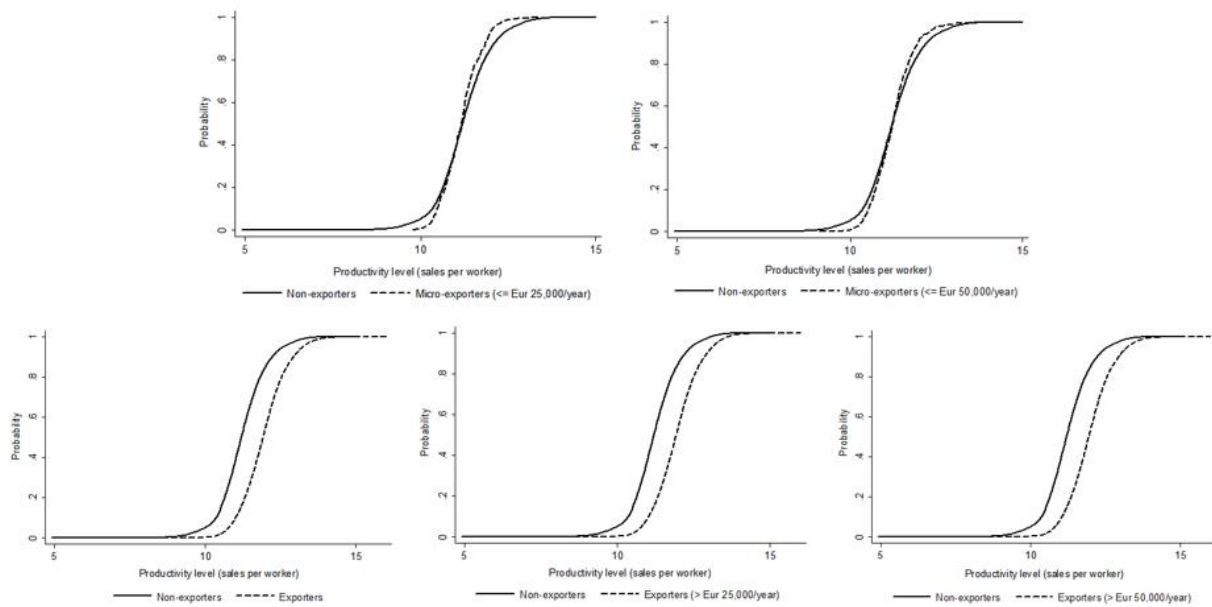 Probability
1
.8
.6
.4
.2
0
5 10 15
Productivity level (sales per worker)
Non-exporters Micro-exporters (<= Eur 25,000/year)
Probability
1
.8
.6
.4
.2
0
5 10 15
Productivity level (sales per worker)
Non-exporters Micro-exporters (<= Eur 50,000/year)
Probability
1
.8
.6
.4
.2
0
5 10 15
Productivity level (sales per worker)
Non-exporters Exporters
Probability
1
.8
.6
.4
.2
0
5 10 15
Productivity level (sales per worker)
Non-exporters Exporters (> Eur 25,000/year)
Probability
1
.8
.6
.4
.2
0
5 10 15
Productivity level (sales per worker)
Non-exporters Exporters (> Eur 50,000/year)